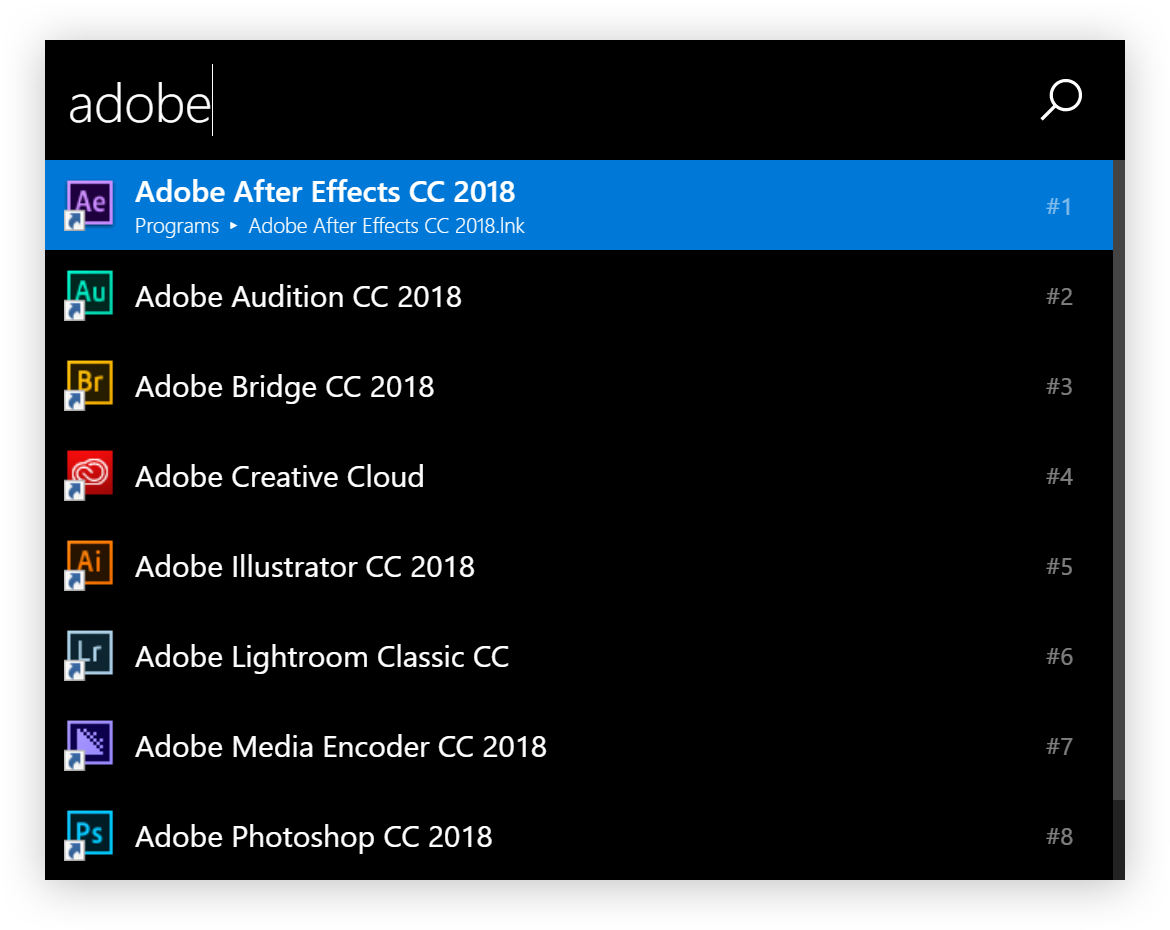 adobe
Ae Adobe After Effects CC 2018 #1
Programs ▸ Adobe After Effects CC 2018.lnk
Au Adobe Audition CC 2018 #2
Br Adobe Bridge CC 2018 #3
Adobe Creative Cloud #4
Ai Adobe Illustrator CC 2018 #5
Lr Adobe Lightroom Classic CC #6
Adobe Media Encoder CC 2018 #7
Ps Adobe Photoshop CC 2018 #8